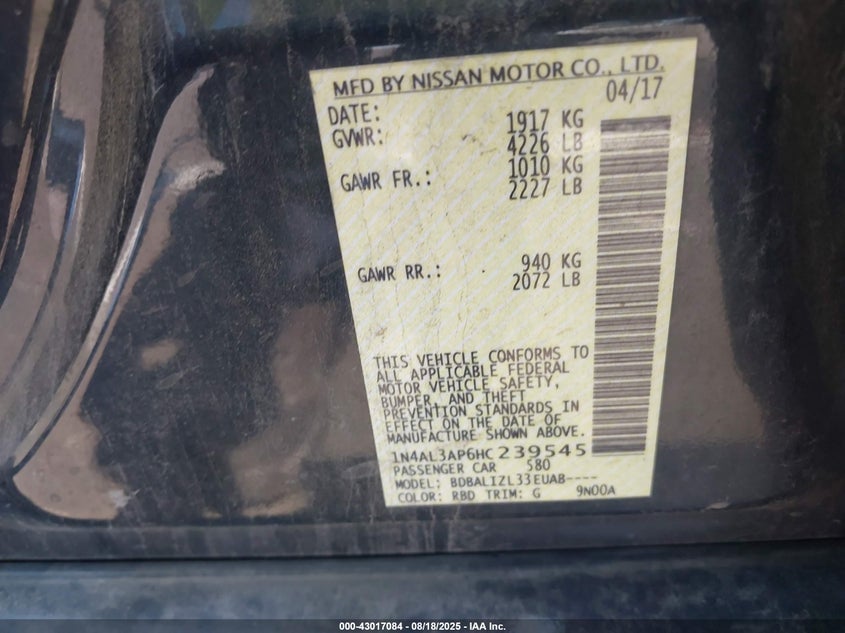 MFD BY NISSAN MOTOR CO., LTD.
DATE: 04/17
GVWR: 1917 KG
4226 LB
GAWR FR.: 1010 KG
2227 LB
GAWR RR.: 940 KG
2072 LB
THIS VEHICLE CONFORMS TO
ALL APPLICABLE FEDERAL
MOTOR VEHICLE SAFETY,
BUMPER, AND THEFT
PREVENTION STANDARDS IN
EFFECT ON THE DATE OF
MANUFACTURE SHOWN ABOVE.
1N4AL3AP6HC239545
PASSENGER CAR 580
MODEL: BDBALIZL33EUAB----
COLOR: RBD TRIM: G 9N00A
000-43017084 - 08/18/2025 - IAA Inc.